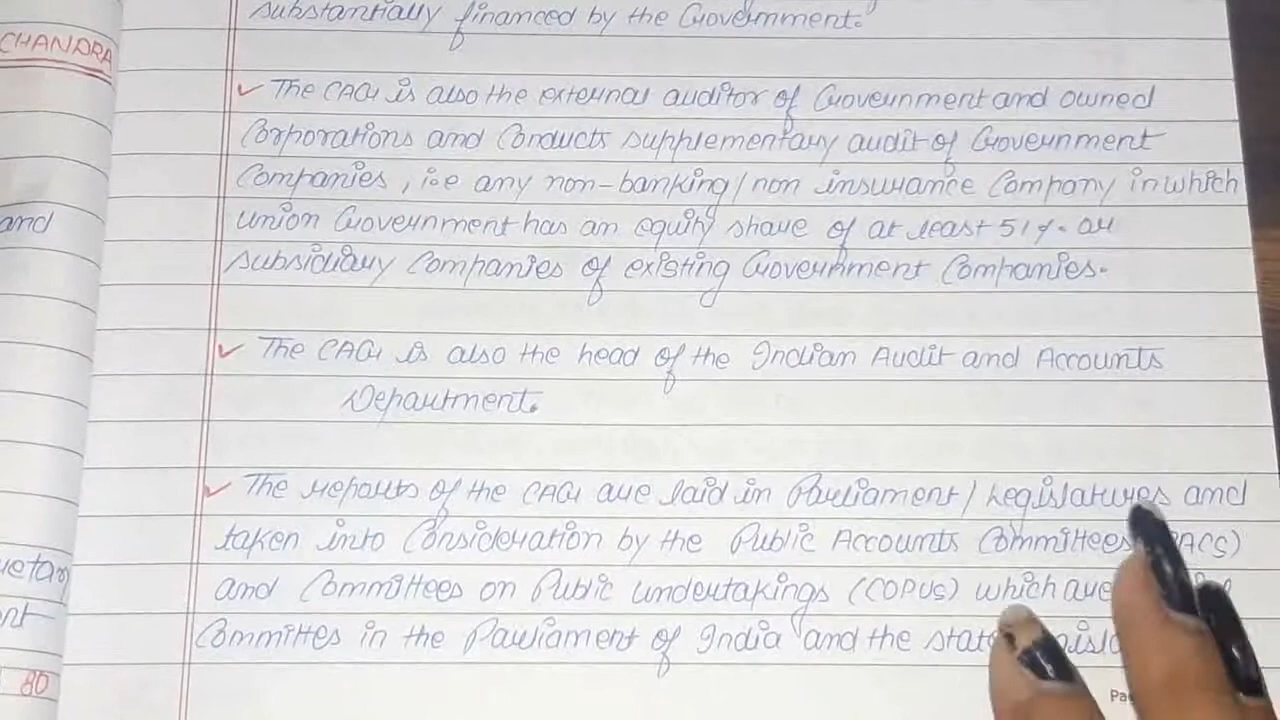 substantially financed by the Government."
CHANDRA
✓ The CAG is also the external auditor of Government and owned
Corporations and Conducts supplementary audit of Government
and
Companies, i.e any non-banking/non insurance Company in which
union Government has an equity share of at least 51%. or
subsidiary Companies of existing Government Companies.
✓ The CAG is also the head of the Indian Audit and Accounts
Department.
✓ The reports of the CAG are laid in Parliament/Legislatures and
taken into Consideration by the Public Accounts Committees
and Committees on Public undertakings (COPUs) which are
Committes in the Parliament of India and the state
80